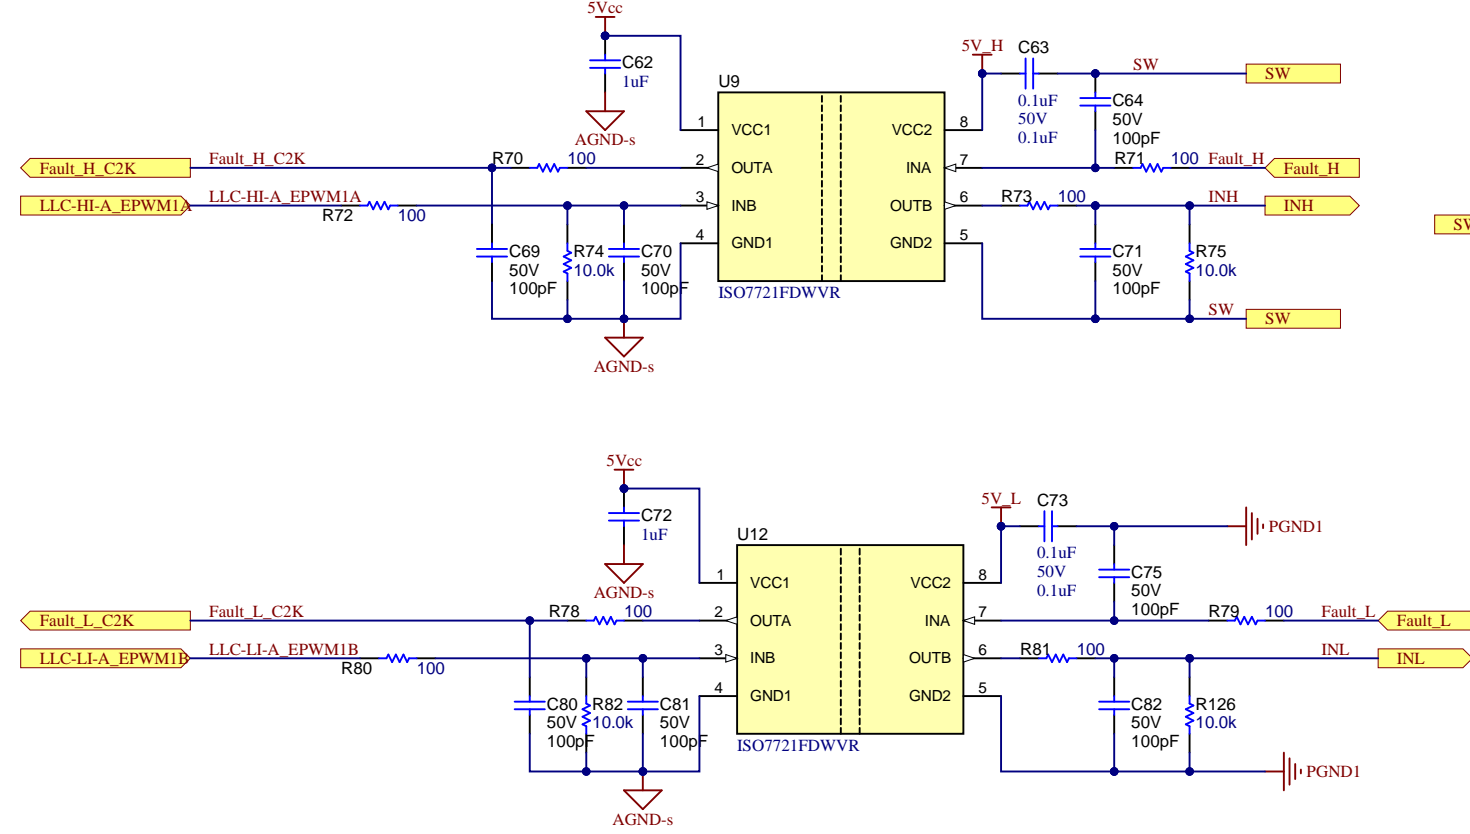 5Vcc
C62
1uF
AGND-s
U9
5V_H
C63
0.1uF
50V
0.1uF
SW
SW
C64
50V
100pF
1
VCC1
VCC2
8
Fault_H_C2K
Fault_H_C2K
R70
100
2
OUTA
INA
7
R71
100
Fault_H
Fault_H
LLC-HI-A_EPWM1A
LLC-HI-A_EPWM1A
R72
100
3
INB
OUTB
6
R73
100
INH
INH
4
GND1
GND2
5
C69
50V
100pF
R74
10.0k
C70
50V
100pF
C71
50V
100pF
R75
10.0k
ISO7721FDWVR
SW
SW
AGND-s
5Vcc
C72
1uF
AGND-s
U12
5V_L
C73
0.1uF
50V
0.1uF
PGND1
C75
50V
100pF
1
VCC1
VCC2
8
Fault_L_C2K
Fault_L_C2K
R78
100
2
OUTA
INA
7
R79
100
Fault_L
Fault_L
LLC-LI-A_EPWM1B
LLC-LI-A_EPWM1B
R80
100
3
INB
OUTB
6
R81
100
INL
INL
4
GND1
GND2
5
C80
50V
100pF
R82
10.0k
C81
50V
100pF
C82
50V
100pF
R126
10.0k
ISO7721FDWVR
PGND1
AGND-s